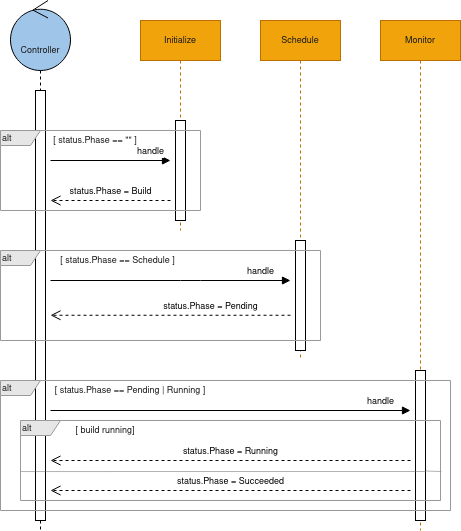 Controller
Initialize
Schedule
Monitor
alt
[ status.Phase == "" ]
handle
status.Phase = Build
alt
[ status.Phase == Schedule ]
handle
status.Phase = Pending
alt
[ status.Phase == Pending | Running ]
handle
alt
[ build running]
status.Phase = Running
status.Phase = Succeeded